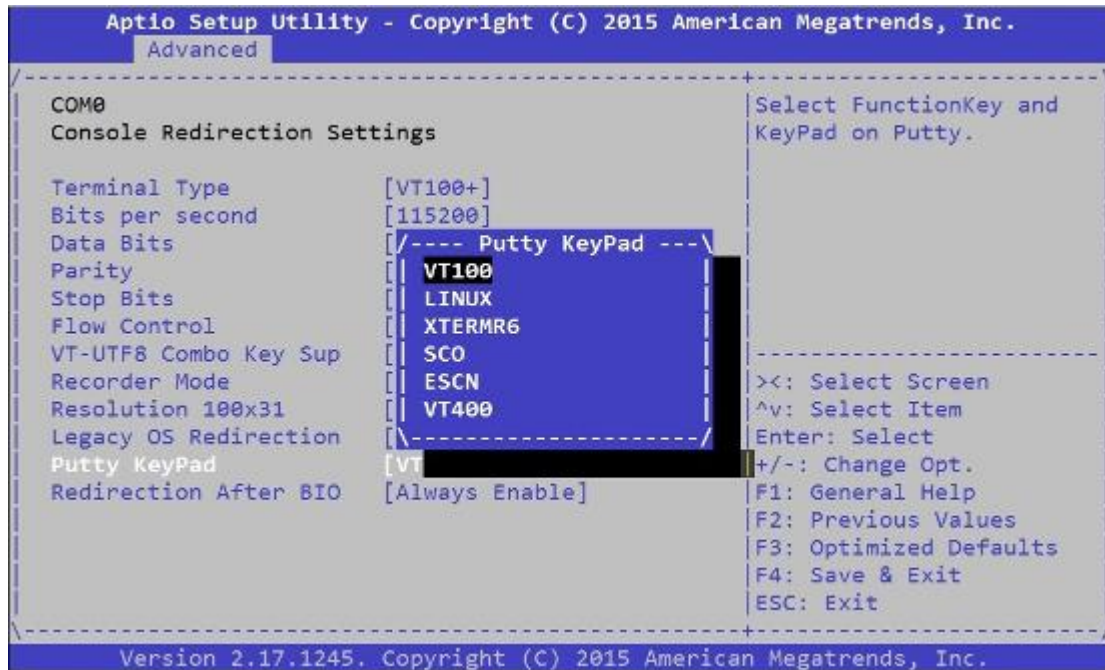 Aptio Setup Utility - Copyright (C) 2015 American Megatrends, Inc.
Advanced
COM0
Console Redirection Settings
Terminal Type [VT100+]
Bits per second [115200]
Data Bits [
Parity [
Stop Bits [
Flow Control [
VT-UTF8 Combo Key Sup [
Recorder Mode [
Resolution 100x31 [
Legacy OS Redirection [
Putty KeyPad [VT
Redirection After BIO [Always Enable]
Putty KeyPad
VT100
LINUX
XTERMR6
SCO
ESCN
VT400
Select FunctionKey and
KeyPad on Putty.
><: Select Screen
^v: Select Item
Enter: Select
+/-: Change Opt.
F1: General Help
F2: Previous Values
F3: Optimized Defaults
F4: Save & Exit
ESC: Exit
Version 2.17.1245. Copyright (C) 2015 American Megatrends, Inc.